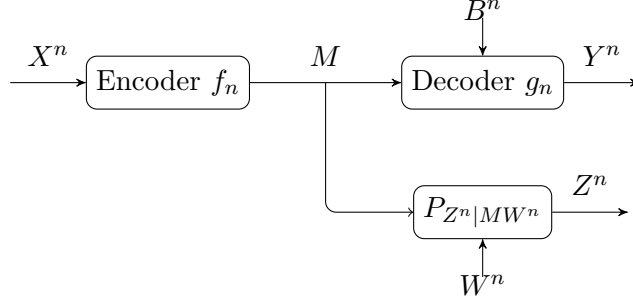 B^n
X^n
Encoder f_n
M
Decoder g_n
Y^n
P_{Z^n|MW^n}
Z^n
W^n